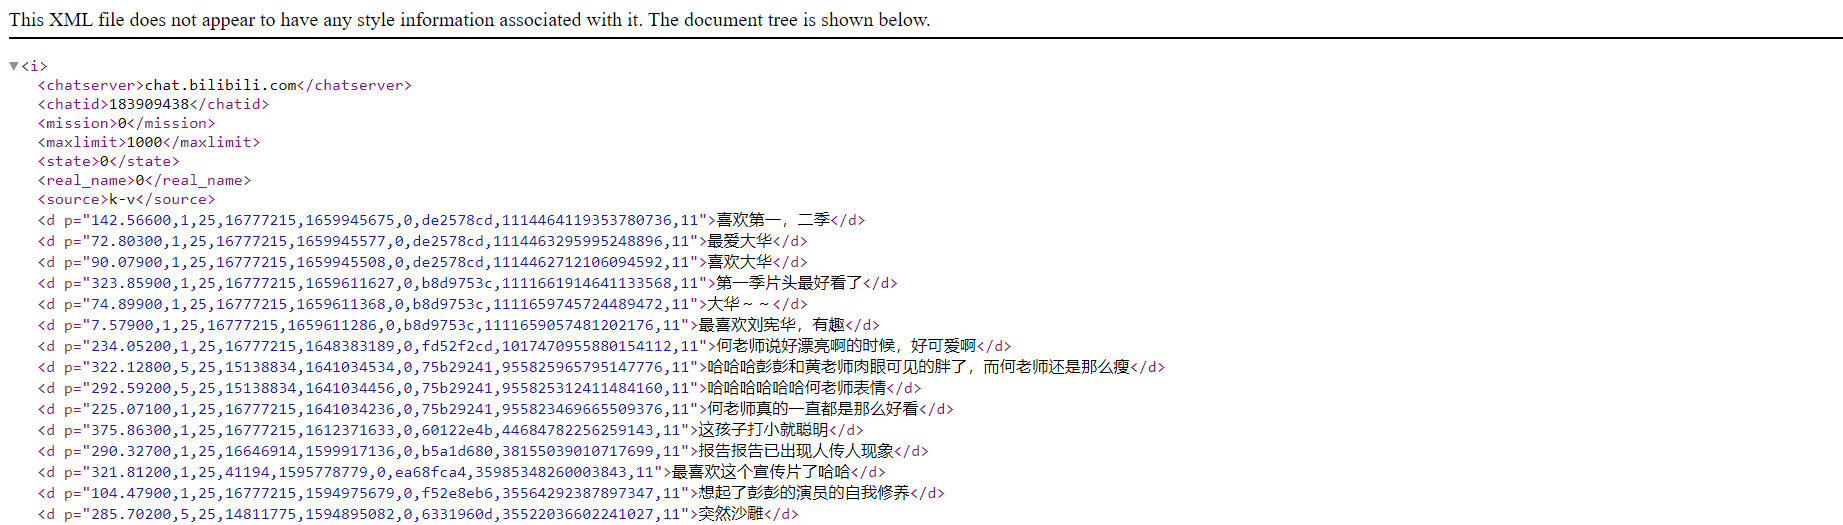 This XML file does not appear to have any style information associated with it. The document tree is shown below.
▼<i>
<chatserver>chat.bilibili.com</chatserver>
<chatid>183909438</chatid>
<mission>0</mission>
<maxlimit>1000</maxlimit>
<state>0</state>
<real_name>0</real_name>
<source>k-v</source>
<d p="142.56600,1,25,16777215,1659945675,0,de2578cd,1114464119353780736,11">喜欢第一，二季</d>
<d p="72.80300,1,25,16777215,1659945577,0,de2578cd,1114463295995248896,11">最爱大华</d>
<d p="90.07900,1,25,16777215,1659945508,0,de2578cd,1114462712106094592,11">喜欢大华</d>
<d p="323.85900,1,25,16777215,1659611627,0,b8d9753c,1111661914641133568,11">第一季片头最好看了</d>
<d p="74.89900,1,25,16777215,1659611368,0,b8d9753c,1111659745724489472,11">大华～～</d>
<d p="7.57900,1,25,16777215,1659611286,0,b8d9753c,1111659057481202176,11">最喜欢刘宪华，有趣</d>
<d p="234.05200,1,25,16777215,1648383189,0,fd52f2cd,1017470955880154112,11">何老师说好漂亮啊的时候，好可爱啊</d>
<d p="322.12800,5,25,15138834,1641034534,0,75b29241,955825965795147776,11">哈哈哈彭彭和黄老师肉眼可见的胖了，而何老师还是那么瘦</d>
<d p="292.59200,5,25,15138834,1641034456,0,75b29241,955825312411484160,11">哈哈哈哈哈哈何老师表情</d>
<d p="225.07100,1,25,16777215,1641034236,0,75b29241,955823469665509376,11">何老师真的一直都是那么好看</d>
<d p="375.86300,1,25,16777215,1612371633,0,60122e4b,44684782256259143,11">这孩子打小就聪明</d>
<d p="290.32700,1,25,16646914,1599917136,0,b5a1d680,38155039010717699,11">报告报告已出现人传人现象</d>
<d p="321.81200,1,25,41194,1595778779,0,ea68fca4,35985348260003843,11">最喜欢这个宣传片了哈哈</d>
<d p="104.47900,1,25,16777215,1594975679,0,f52e8eb6,35564292387897347,11">想起了彭彭的演员的自我修养</d>
<d p="285.70200,5,25,14811775,1594895082,0,6331960d,35522036602241027,11">突然沙雕</d>